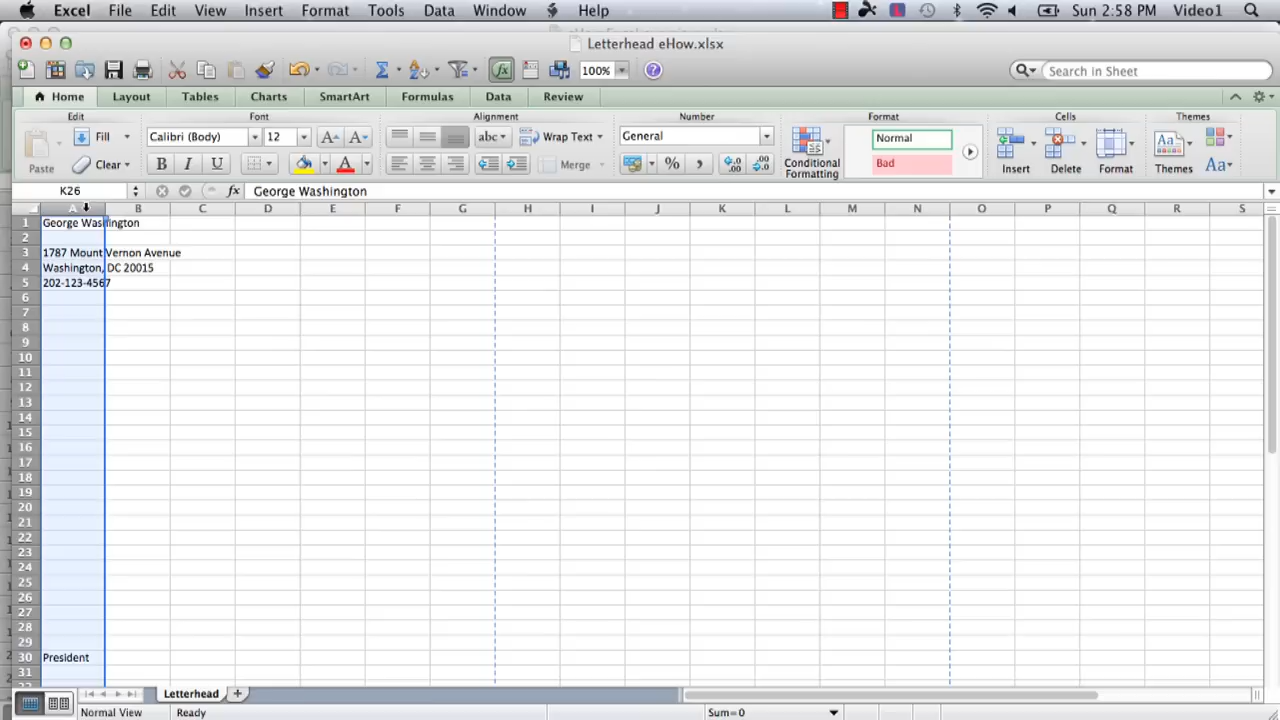 Excel File Edit View Insert Format Tools Data Window Help Sun 2:58 PM Video1
Letterhead eHow.xlsx
100% Search in Sheet
Home Layout Tables Charts SmartArt Formulas Data Review
Edit Font Alignment Number Format Cells Themes
Fill Calibri (Body) 12 abc Wrap Text General Normal
Paste Clear B I U A Merge % Conditional Formatting Bad Insert Delete Format Themes Aa
K26 fx George Washington
A B C D E F G H I J K L M N O P Q R S
1 George Washington
2
3 1787 Mount Vernon Avenue
4 Washington, DC 20015
5 202-123-4567
6
7
8
9
10
11
12
13
14
15
16
17
18
19
20
21
22
23
24
25
26
27
28
29
30 President
31
Letterhead
Normal View Ready Sum=0